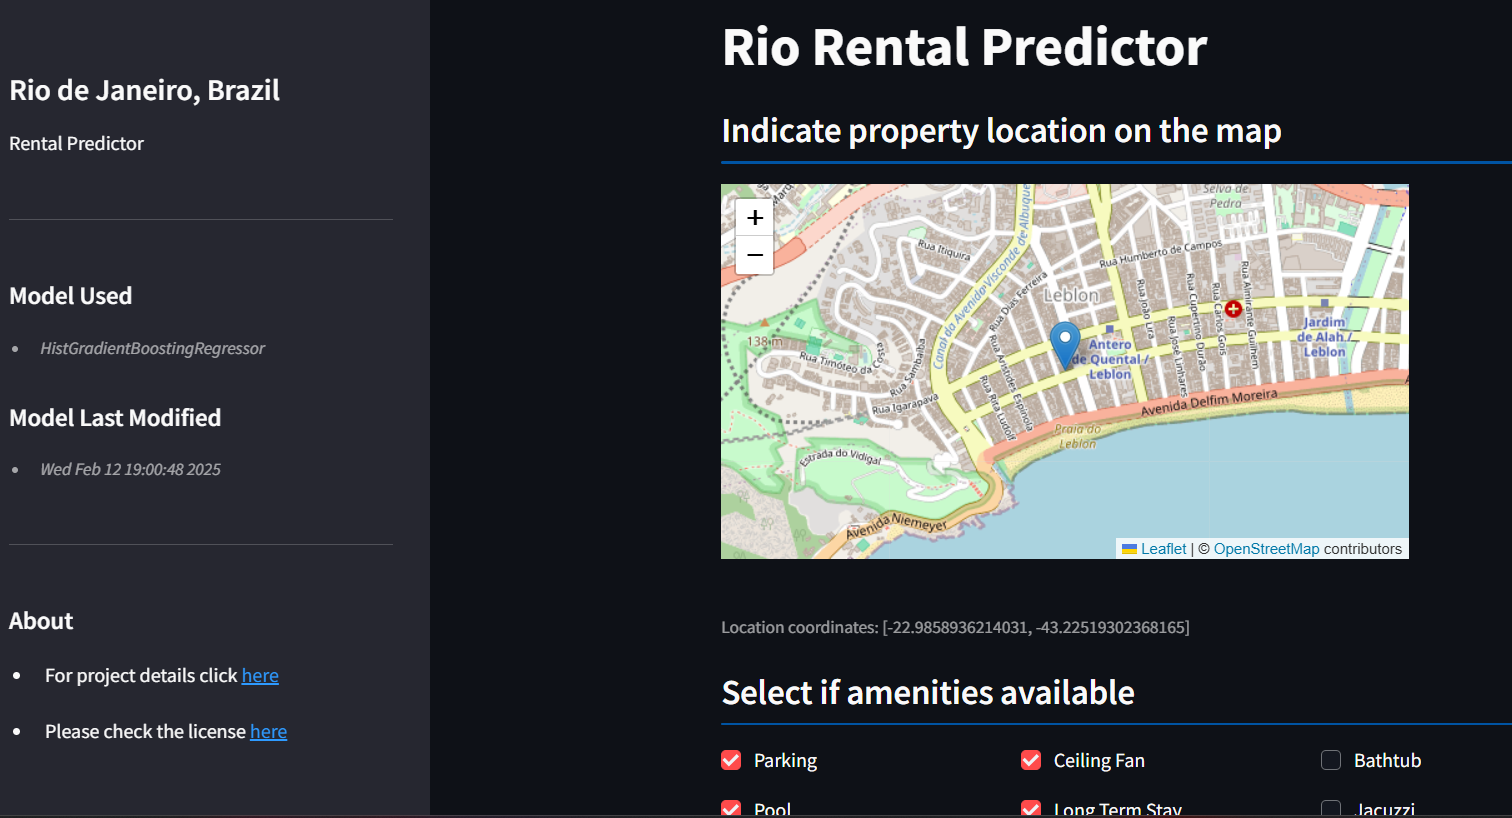 Rio de Janeiro, Brazil
Rental Predictor
Model Used
HistGradientBoostingRegressor
Model Last Modified
Wed Feb 12 19:00:48 2025
About
For project details click here
Please check the license here
Rio Rental Predictor
Indicate property location on the map
+
−
Selva de
Pedra
Rua Itiquira
Canal da Avenida Visconde de Albuque
Rua Humberto de Campos
Rua Dias Ferreira
Leblon
Rua João Lira
Rua Cupertino Durão
Rua Carlos Gois
Rua Almirante Guilhem
Rua José Linhares
Jardim
de Alah /
Leblon
Antero
de Quental /
Leblon
138 m
Rua Timóteo da Costa
Rua Sambaíba
Rua Igarapava
Rua Aristides Espínola
Rua Rita Ludolf
Avenida Delfim Moreira
Praia do
Leblon
Estrada do Vidigal
Avenida Niemeyer
Leaflet | © OpenStreetMap contributors
Location coordinates: [-22.9858936214031, -43.22519302368165]
Select if amenities available
Parking
Ceiling Fan
Bathtub
Pool
Long Term Stay
Jacuzzi